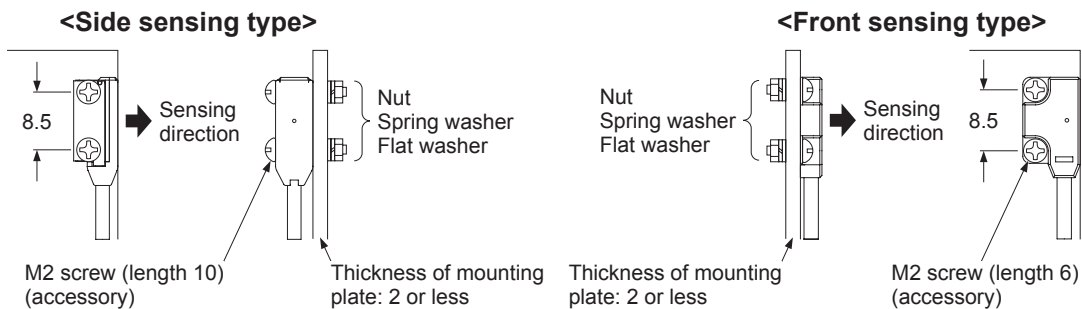 <Side sensing type>
8.5
Sensing
direction
Nut
Spring washer
Flat washer
M2 screw (length 10)
(accessory)
Thickness of mounting
plate: 2 or less
<Front sensing type>
Nut
Spring washer
Flat washer
Sensing
direction
8.5
Thickness of mounting
plate: 2 or less
M2 screw (length 6)
(accessory)